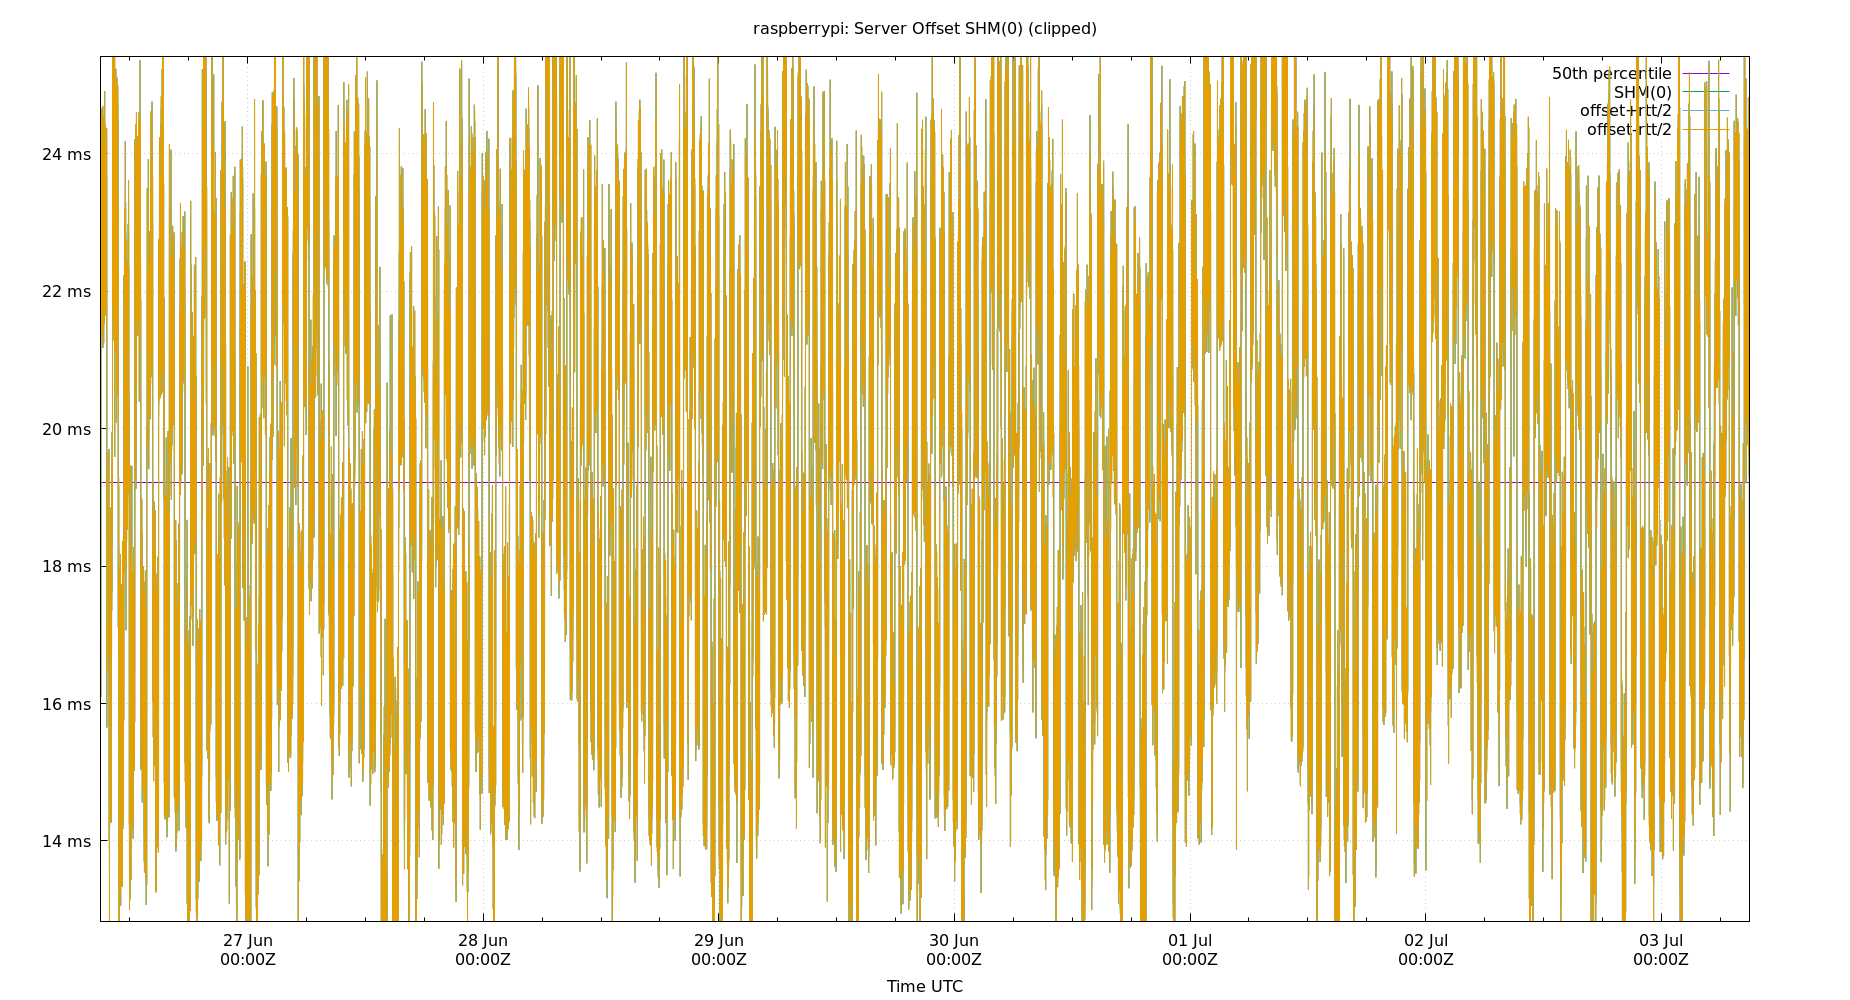 raspberrypi: Server Offset SHM(0) (clipped)
50th percentile
SHM(0)
offset+rtt/2
offset-rtt/2
24 ms
22 ms
20 ms
18 ms
16 ms
14 ms
27 Jun 28 Jun 29 Jun 30 Jun 01 Jul 02 Jul 03 Jul
00:00Z 00:00Z 00:00Z 00:00Z 00:00Z 00:00Z 00:00Z
Time UTC